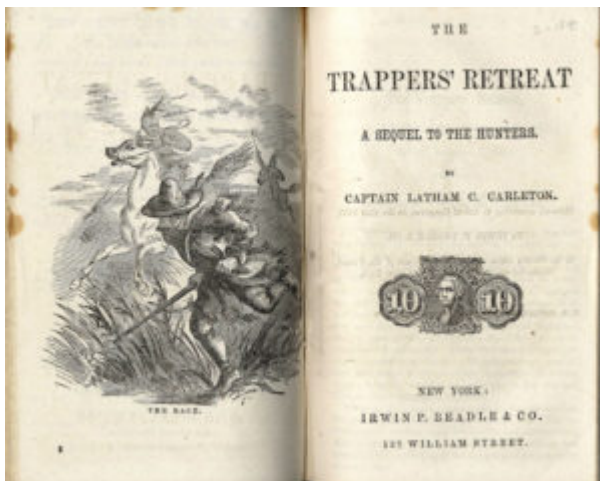 THE RACE.
THE
TRAPPERS' RETREAT
A SEQUEL TO THE HUNTERS.
BY
CAPTAIN LATHAM C. CARLETON.
10 10
NEW YORK:
IRWIN P. BEADLE & CO.
137 WILLIAM STREET.